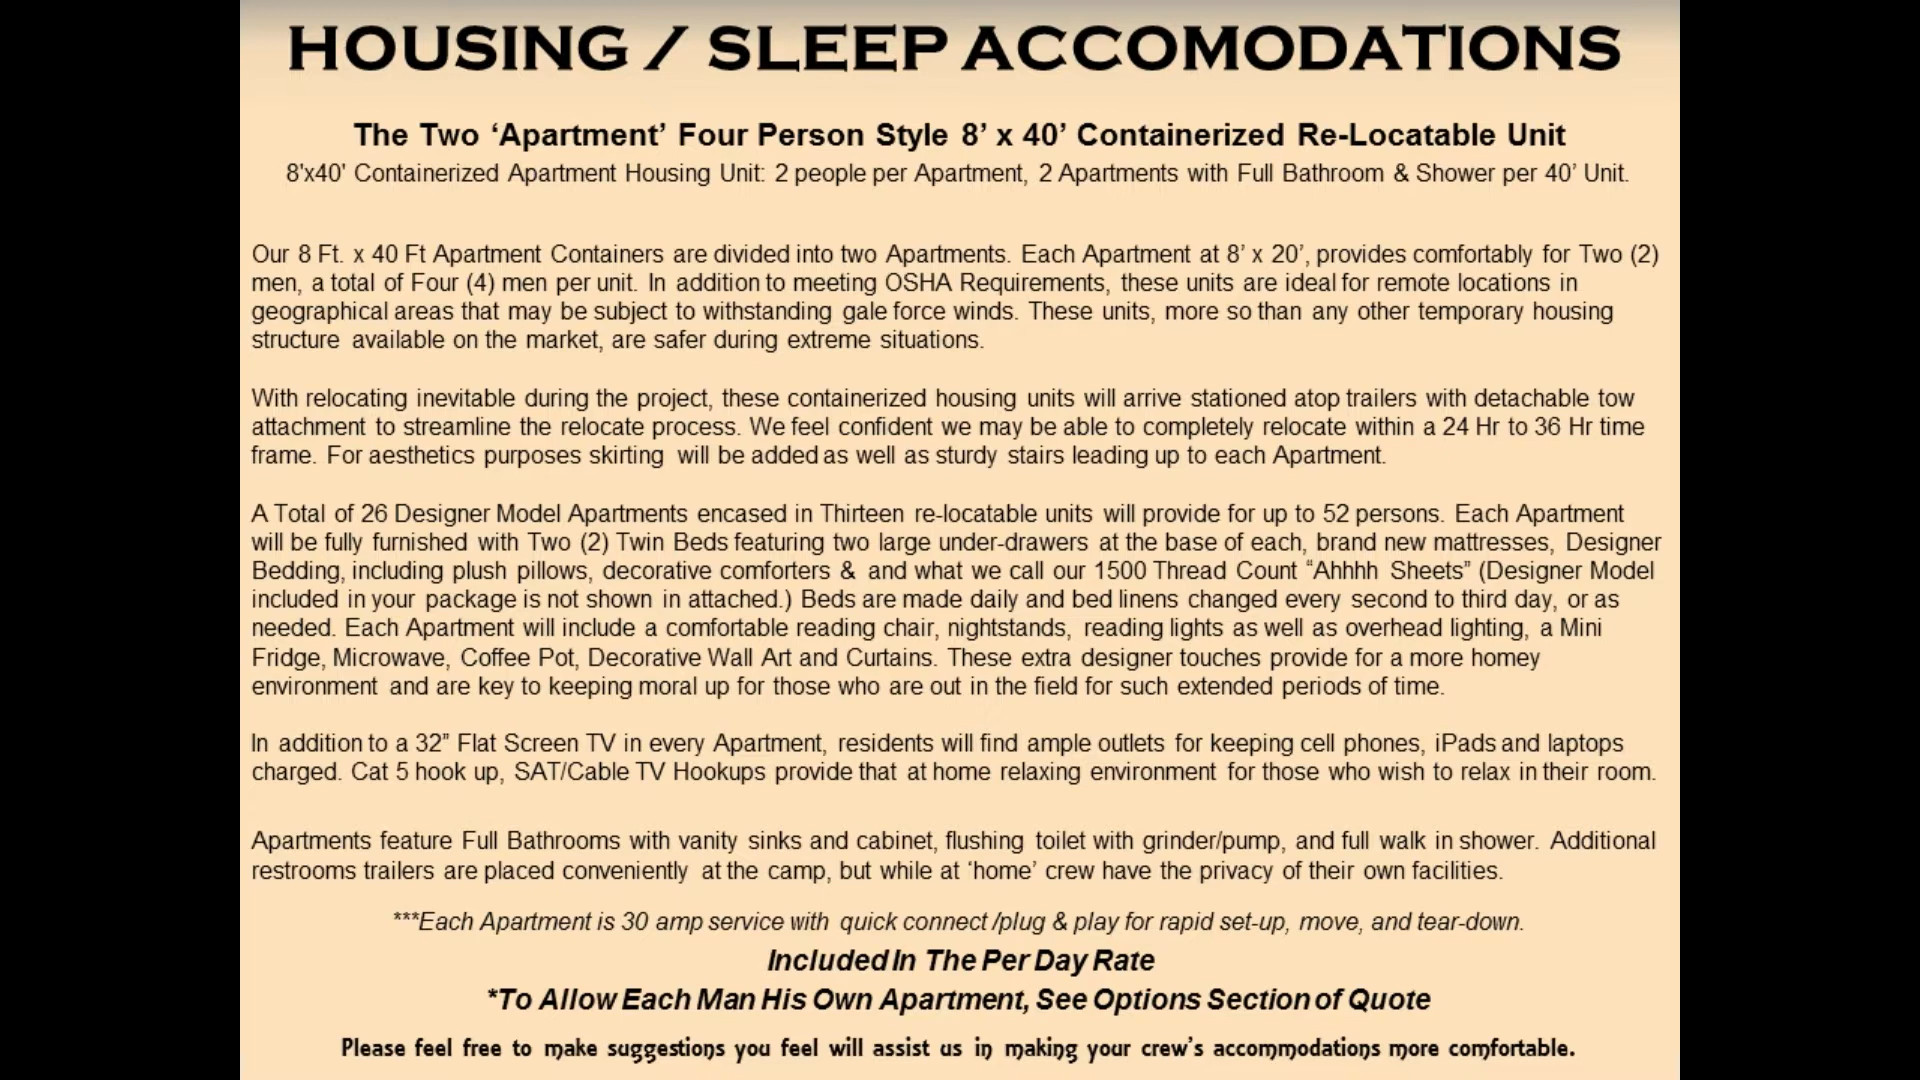 HOUSING / SLEEP ACCOMODATIONS
The Two ‘Apartment’ Four Person Style 8’ x 40’ Containerized Re-Locatable Unit
8'x40' Containerized Apartment Housing Unit: 2 people per Apartment, 2 Apartments with Full Bathroom & Shower per 40’ Unit.
Our 8 Ft. x 40 Ft Apartment Containers are divided into two Apartments. Each Apartment at 8’ x 20’, provides comfortably for Two (2)
men, a total of Four (4) men per unit. In addition to meeting OSHA Requirements, these units are ideal for remote locations in
geographical areas that may be subject to withstanding gale force winds. These units, more so than any other temporary housing
structure available on the market, are safer during extreme situations.
With relocating inevitable during the project, these containerized housing units will arrive stationed atop trailers with detachable tow
attachment to streamline the relocate process. We feel confident we may be able to completely relocate within a 24 Hr to 36 Hr time
frame. For aesthetics purposes skirting will be added as well as sturdy stairs leading up to each Apartment.
A Total of 26 Designer Model Apartments encased in Thirteen re-locatable units will provide for up to 52 persons. Each Apartment
will be fully furnished with Two (2) Twin Beds featuring two large under-drawers at the base of each, brand new mattresses, Designer
Bedding, including plush pillows, decorative comforters & and what we call our 1500 Thread Count “Ahhhh Sheets” (Designer Model
included in your package is not shown in attached.) Beds are made daily and bed linens changed every second to third day, or as
needed. Each Apartment will include a comfortable reading chair, nightstands, reading lights as well as overhead lighting, a Mini
Fridge, Microwave, Coffee Pot, Decorative Wall Art and Curtains. These extra designer touches provide for a more homey
environment and are key to keeping moral up for those who are out in the field for such extended periods of time.
In addition to a 32” Flat Screen TV in every Apartment, residents will find ample outlets for keeping cell phones, iPads and laptops
charged. Cat 5 hook up, SAT/Cable TV Hookups provide that at home relaxing environment for those who wish to relax in their room.
Apartments feature Full Bathrooms with vanity sinks and cabinet, flushing toilet with grinder/pump, and full walk in shower. Additional
restrooms trailers are placed conveniently at the camp, but while at ‘home’ crew have the privacy of their own facilities.
***Each Apartment is 30 amp service with quick connect /plug & play for rapid set-up, move, and tear-down.
Included In The Per Day Rate
*To Allow Each Man His Own Apartment, See Options Section of Quote
Please feel free to make suggestions you feel will assist us in making your crew’s accommodations more comfortable.